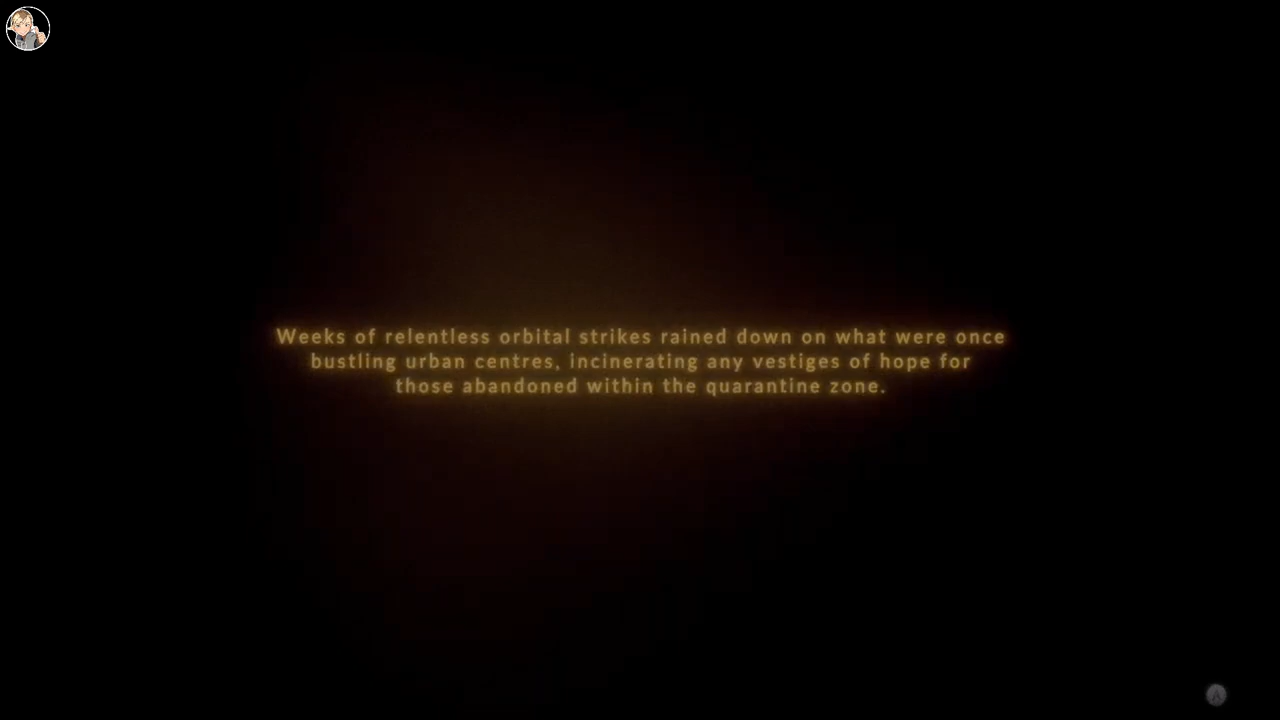 Weeks of relentless orbital strikes rained down on what were once
bustling urban centres, incinerating any vestiges of hope for
those abandoned within the quarantine zone.
A